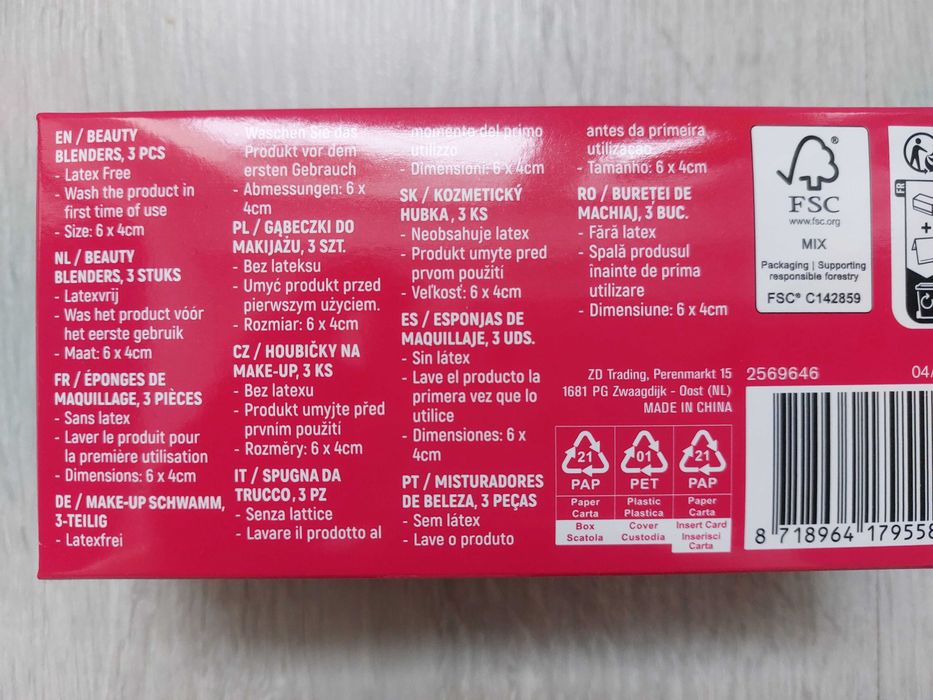 EN / BEAUTY
BLENDERS, 3 PCS
- Latex Free
- Wash the product in
first time of use
- Size: 6 x 4cm
NL / BEAUTY
BLENDERS, 3 STUKS
- Latexvrij
- Was het product vóór
het eerste gebruik
- Maat: 6 x 4cm
FR / ÉPONGES DE
MAQUILLAGE, 3 PIÈCES
- Sans latex
- Laver le produit pour
la première utilisation
- Dimensions: 6 x 4cm
DE / MAKE-UP SCHWAMM,
3-TEILIG
- Latexfrei
- Waschen Sie das
Produkt vor dem
ersten Gebrauch
- Abmessungen: 6 x
4cm
PL / GĄBECZKI DO
MAKIJAŻU, 3 SZT.
- Bez lateksu
- Umyć produkt przed
pierwszym użyciem.
- Rozmiar: 6 x 4cm
CZ / HOUBIČKY NA
MAKE-UP, 3 KS
- Bez latexu
- Produkt umyjte před
prvním použití
- Rozměry: 6 x 4cm
IT / SPUGNA DA
TRUCCO, 3 PZ
- Senza lattice
- Lavare il prodotto al
momento del primo
utilizzo
- Dimensioni: 6 x 4cm
SK / KOZMETICKÝ
HUBKA, 3 KS
- Neobsahuje latex
- Produkt umyte pred
prvom použití
- Veľkosť: 6 x 4cm
ES / ESPONJAS DE
MAQUILLAJE, 3 UDS.
- Sin látex
- Lave el producto la
primera vez que lo
utilice
- Dimensiones: 6 x
4cm
PT / MISTURADORES
DE BELEZA, 3 PEÇAS
- Sem látex
- Lave o produto
antes da primeira
utilização
- Tamanho: 6 x 4cm
RO / BUREȚEI DE
MACHIAJ, 3 BUC.
- Fără latex
- Spală produsul
înainte de prima
utilizare
- Dimensiune: 6 x 4cm
ZD Trading, Perenmarkt 15
1681 PG Zwaagdijk - Oost (NL)
MADE IN CHINA
21
PAP
Paper
Carta
Box
Scatola
01
PET
Plastic
Plastica
Cover
Custodia
21
PAP
Paper
Carta
Insert Card
Inserisci
Carta
®
FSC
www.fsc.org
MIX
Packaging | Supporting
responsible forestry
FSC® C142859
FR
+
2569646
04/
8 718964 179558